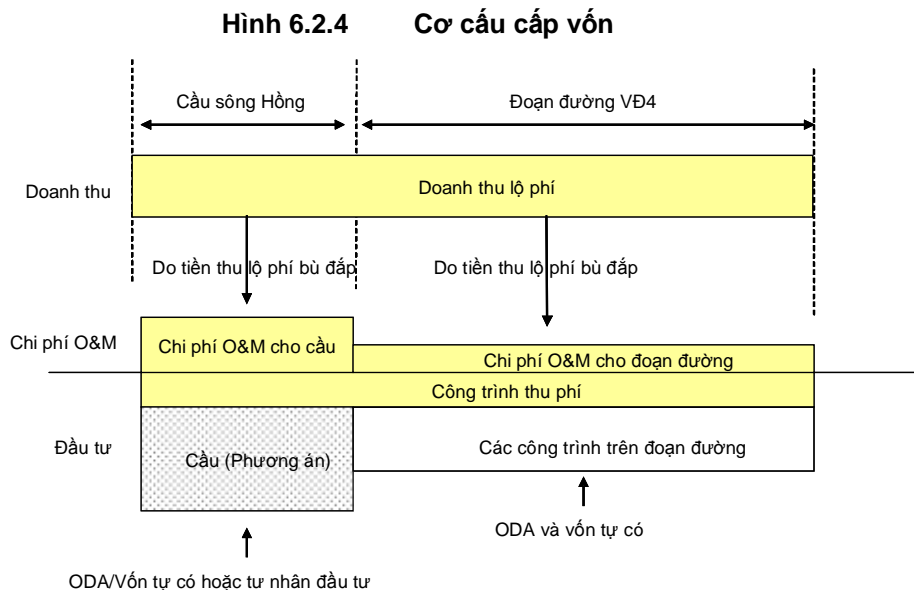 Hình 6.2.4 Cơ cấu cấp vốn
Cầu sông Hồng
Đoạn đường VĐ4
Doanh thu
Doanh thu lộ phí
Do tiền thu lộ phí bù đắp
Do tiền thu lộ phí bù đắp
Chi phí O&M
Chi phí O&M cho cầu
Chi phí O&M cho đoạn đường
Công trình thu phí
Đầu tư
Cầu (Phương án)
Các công trình trên đoạn đường
ODA và vốn tự có
ODA/Vốn tự có hoặc tư nhân đầu tư